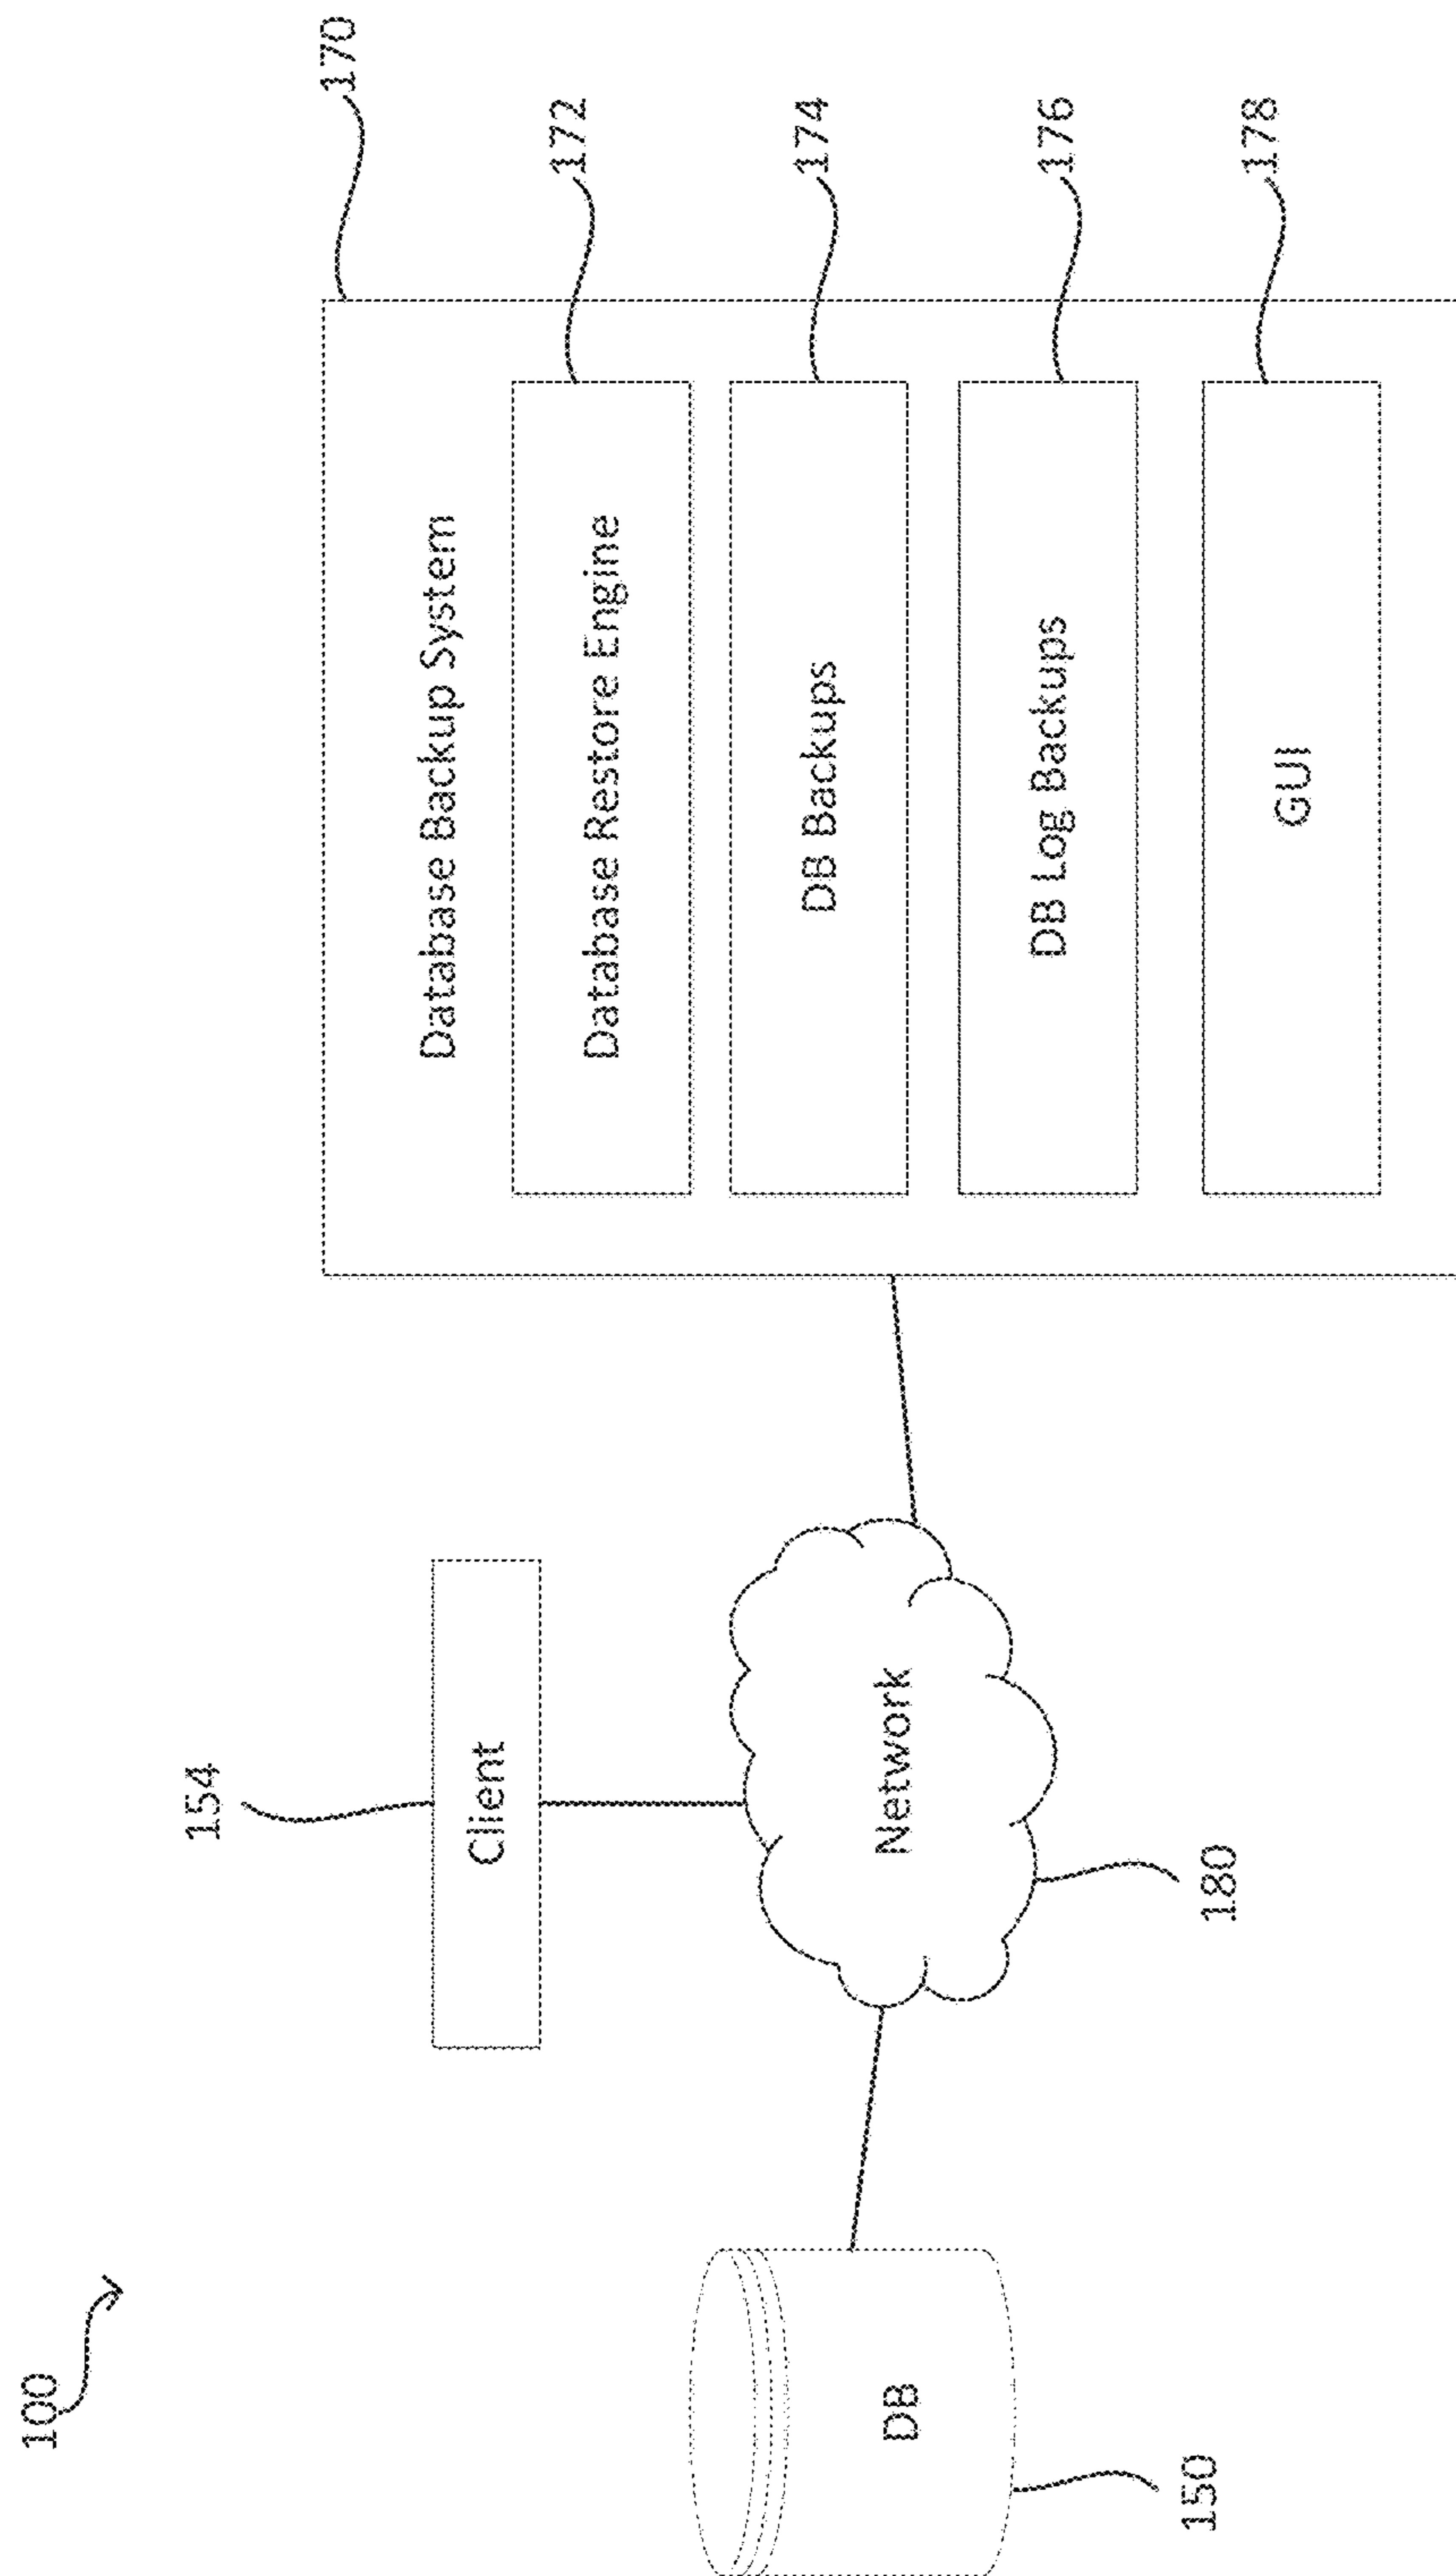 100
154
Client
DB
150
Network
180
170
Database Backup System
172
Database Restore Engine
174
DB Backups
176
DB Log Backups
178
GUI